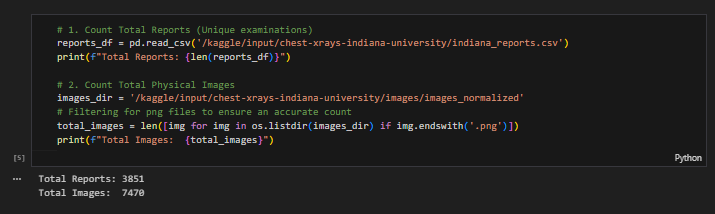 # 1. Count Total Reports (Unique examinations)
reports_df = pd.read_csv('/kaggle/input/chest-xrays-indiana-university/indiana_reports.csv')
print(f"Total Reports: {len(reports_df)}")
# 2. Count Total Physical Images
images_dir = '/kaggle/input/chest-xrays-indiana-university/images/images_normalized'
# Filtering for png files to ensure an accurate count
total_images = len([img for img in os.listdir(images_dir) if img.endswith('.png')])
print(f"Total Images:  {total_images}")
[5]
Python
...
Total Reports: 3851
Total Images:  7470